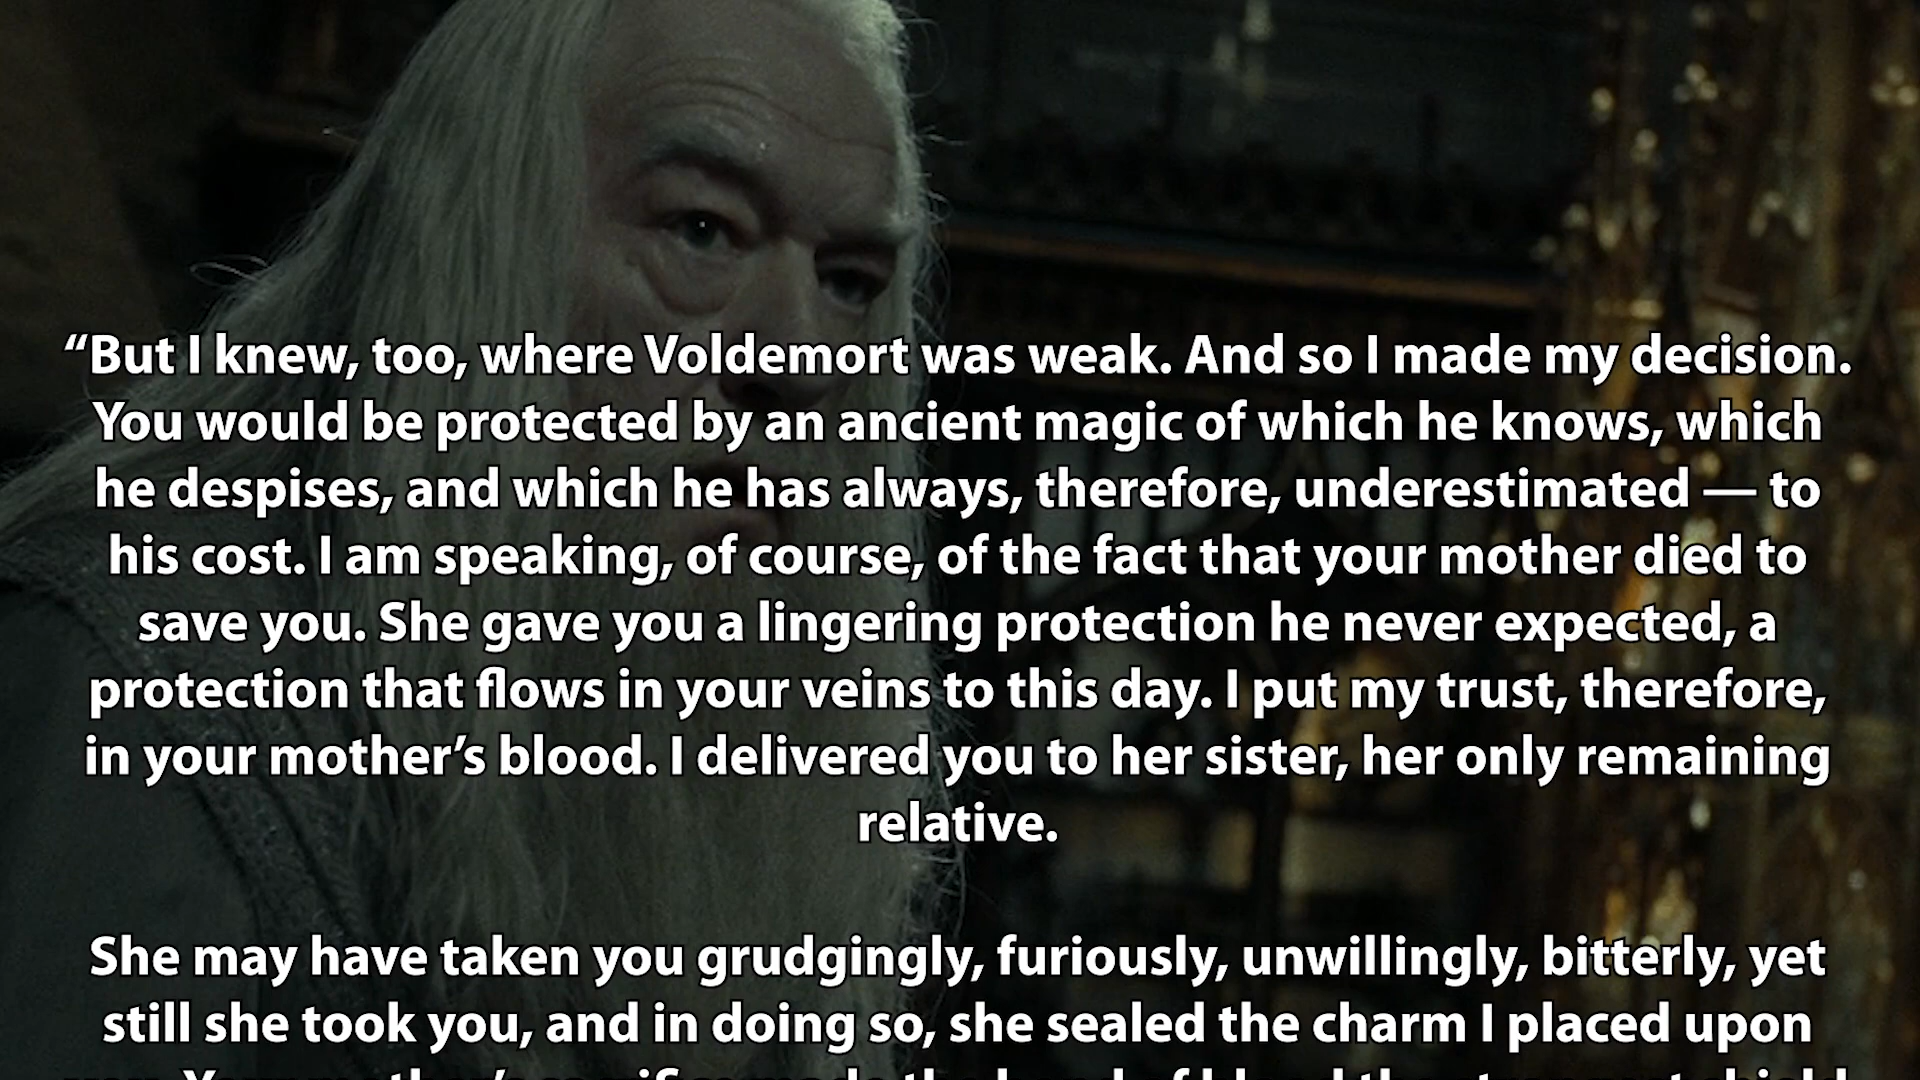 “But I knew, too, where Voldemort was weak. And so I made my decision.
You would be protected by an ancient magic of which he knows, which
he despises, and which he has always, therefore, underestimated — to
his cost. I am speaking, of course, of the fact that your mother died to
save you. She gave you a lingering protection he never expected, a
protection that flows in your veins to this day. I put my trust, therefore,
in your mother’s blood. I delivered you to her sister, her only remaining
relative.
She may have taken you grudgingly, furiously, unwillingly, bitterly, yet
still she took you, and in doing so, she sealed the charm I placed upon